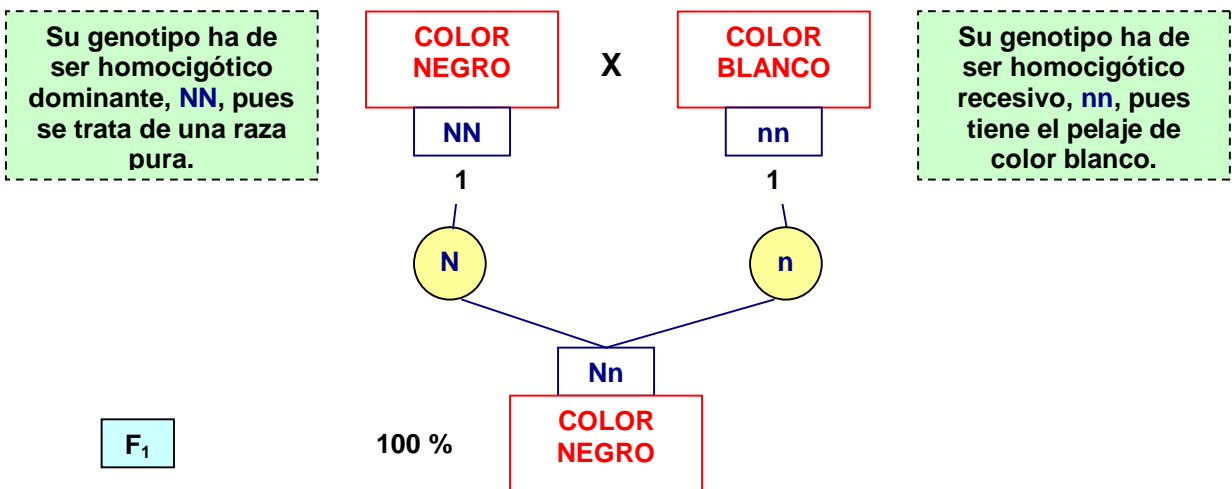 Su genotipo ha de
ser homocigótico
dominante, NN, pues
se trata de una raza
pura.
COLOR
NEGRO
X
COLOR
BLANCO
Su genotipo ha de
ser homocigótico
recesivo, nn, pues
tiene el pelaje de
color blanco.
NN
nn
1
1
N
n
Nn
F₁
100 %
COLOR
NEGRO